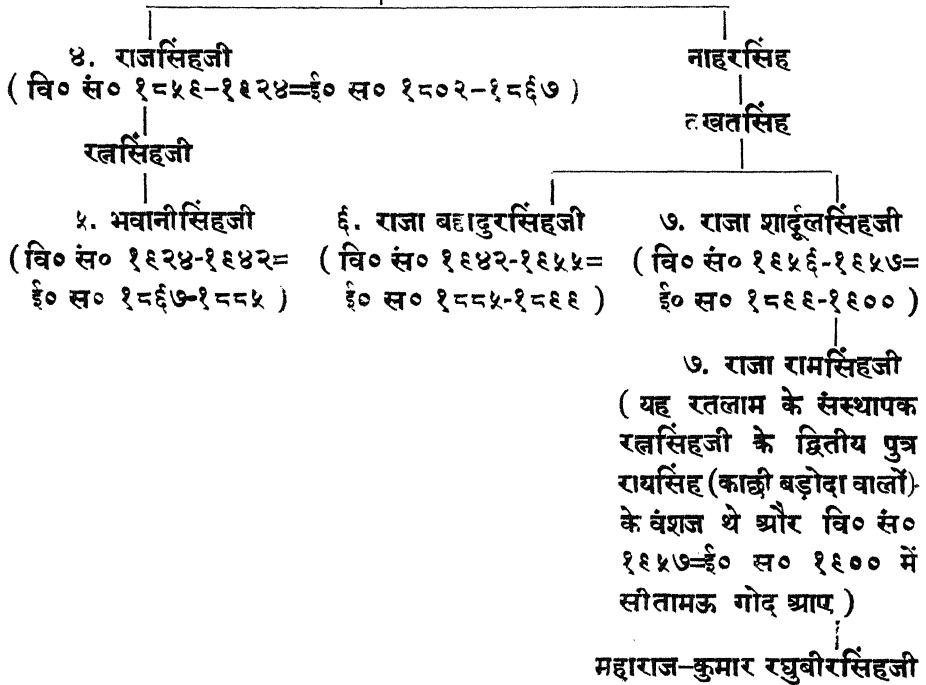 ४. राजसिंहजी
नाहरसिंह
( वि० सं० १८५९-१९२४=ई० स० १८०२-१८६७ )
तखतसिंह
रत्नसिंहजी
५. भवानीसिंहजी
६. राजा बहादुरसिंहजी
७. राजा शार्दूलसिंहजी
( वि० सं० १९२४-१९४२=
( वि० सं० १९४२-१९५५=
( वि० सं० १९५६-१९५७=
ई० स० १८६७-१८८५ )
ई० स० १८८५-१८९९ )
ई० स० १८९९-१९०० )
७. राजा रामसिंहजी
( यह रतलाम के संस्थापक
रत्नसिंहजी के द्वितीय पुत्र
रायसिंह (काछी बड़ोदा वालों)
के वंशज थे और वि० सं०
१९५७=ई० स० १९०० में
सीतामऊ गोद आए )
महाराज-कुमार रघुबीरसिंहजी